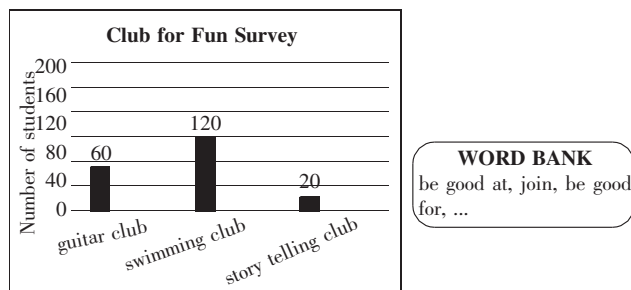 Club for Fun Survey
Number of students
200
160
120
80
40
0
60
120
20
guitar club
swimming club
story telling club
WORD BANK
be good at, join, be good
for, ...